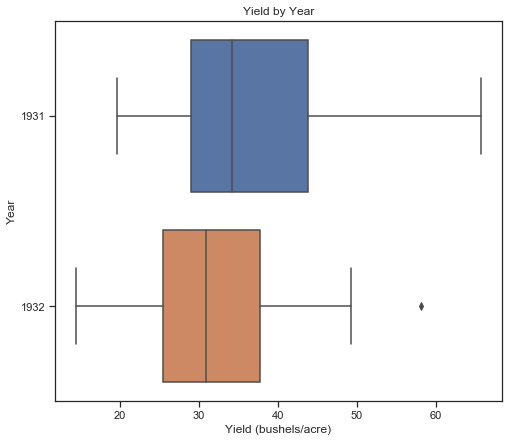 Yield by Year
1931
Year
1932
20 30 40 50 60
Yield (bushels/acre)